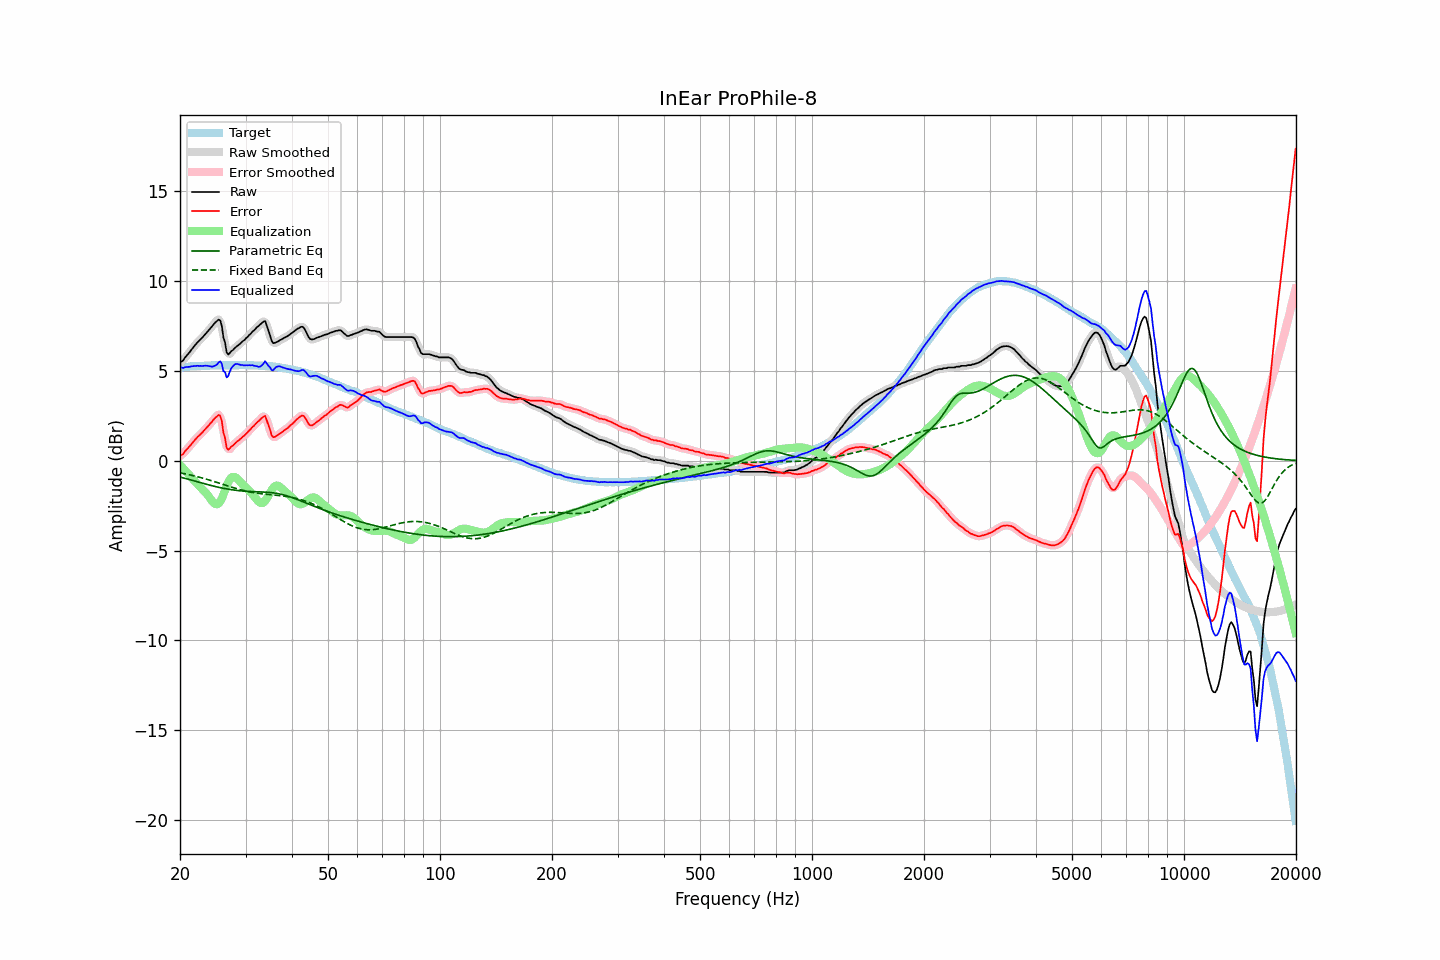 InEar ProPhile-8
Target
Raw Smoothed
Error Smoothed
Raw
Error
Equalization
Parametric Eq
Fixed Band Eq
Equalized
15
10
5
0
−5
−10
−15
−20
Amplitude (dBr)
20 50 100 200 500 1000 2000 5000 10000 20000
Frequency (Hz)